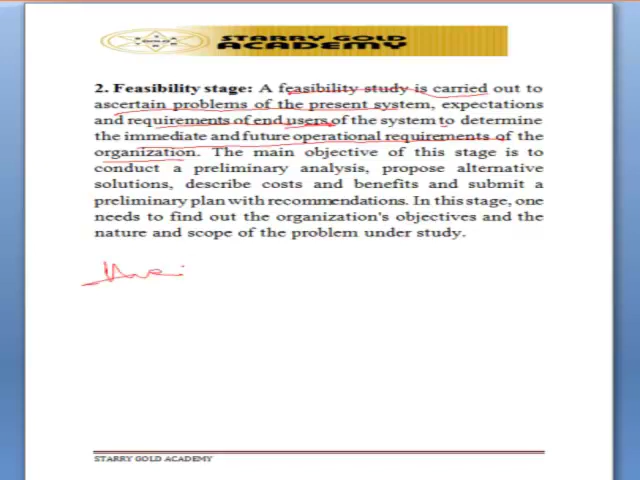 STARRY GOLD
ACADEMY
2. Feasibility stage: A feasibility study is carried out to
ascertain problems of the present system, expectations
and requirements of end users of the system to determine
the immediate and future operational requirements of the
organization. The main objective of this stage is to
conduct a preliminary analysis, propose alternative
solutions, describe costs and benefits and submit a
preliminary plan with recommendations. In this stage, one
needs to find out the organization's objectives and the
nature and scope of the problem under study.
STARRY GOLD ACADEMY